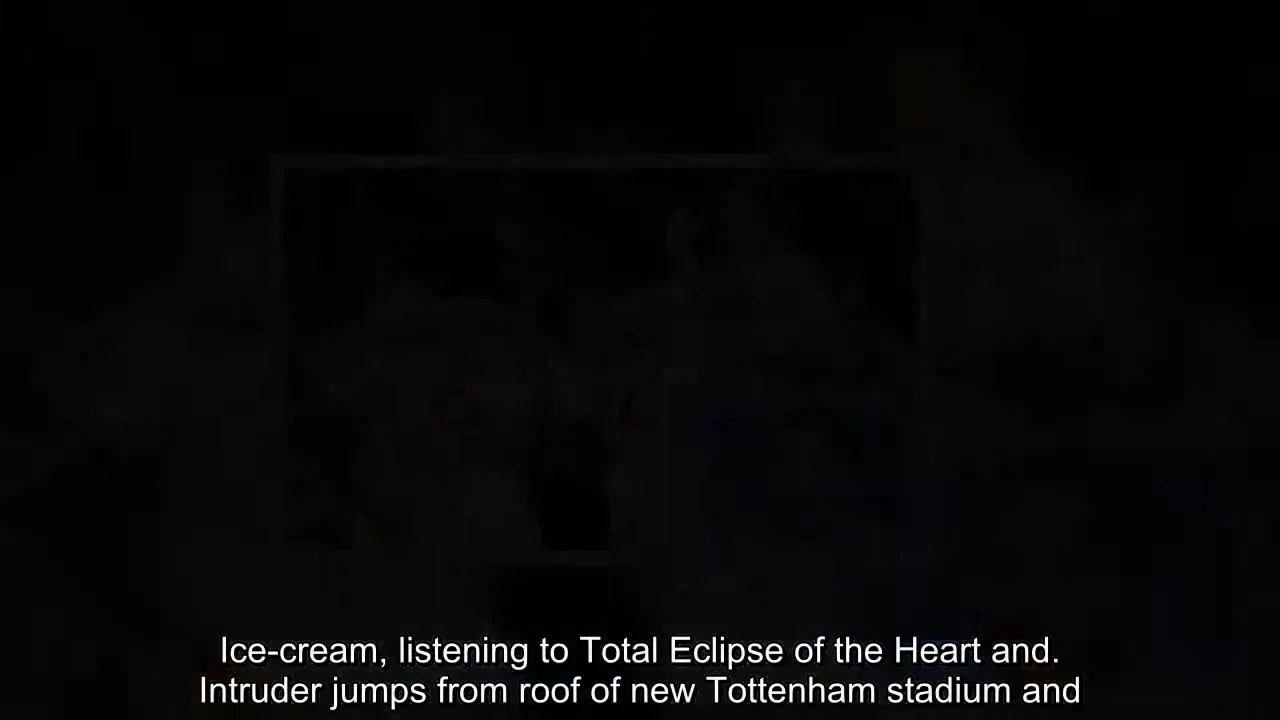 Ice-cream, listening to Total Eclipse of the Heart and.
Intruder jumps from roof of new Tottenham stadium and